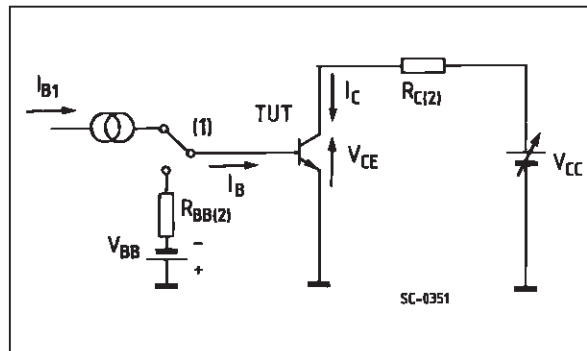 I_B1
(1)
TUT
I_C
R_C(2)
I_B
V_CE
V_CC
R_BB(2)
V_BB
−
+
SC-0351